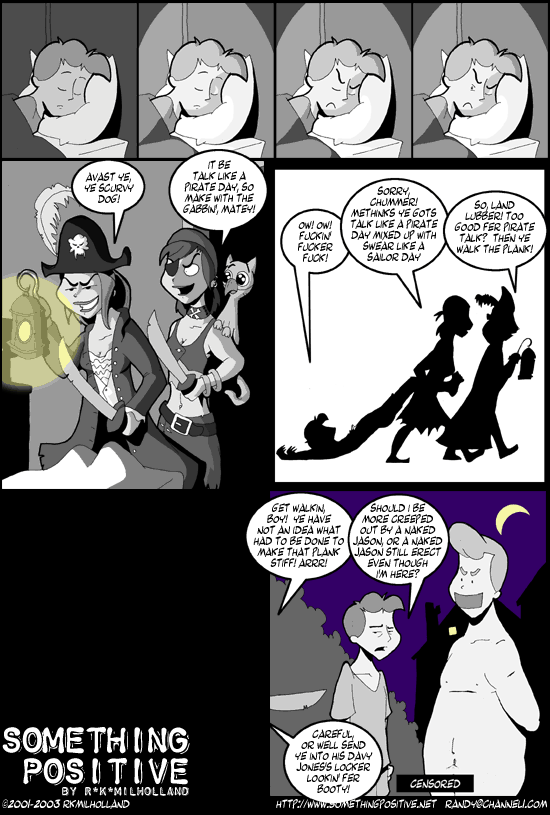 AVAST YE,
YE SCURVY
DOG!
IT BE
TALK LIKE A
PIRATE DAY, SO
MAKE WITH THE
GABBIN', MATEY!
OW! OW!
FUCKIN'
FUCKER
FUCK!
SORRY,
CHUMMER!
METHINKS YE GOTS
TALK LIKE A PIRATE
DAY MIXED UP WITH
SWEAR LIKE A
SAILOR DAY
SO, LAND
LUBBER! TOO
GOOD FER PIRATE
TALK? THEN YE
WALK THE PLANK!
GET WALKIN,
BOY! YE HAVE
NOT AN IDEA WHAT
HAD TO BE DONE TO
MAKE THAT PLANK
STIFF! ARRR!
SHOULD I BE
MORE CREEPED
OUT BY A NAKED
JASON, OR A NAKED
JASON STILL ERECT
EVEN THOUGH
I'M HERE?
CAREFUL,
OR WELL SEND
YE INTO HIS DAVY
JONES'S LOCKER
LOOKIN' FER
BOOTY!
CENSORED
SOMETHING
POSITIVE
BY R*K*MILHOLLAND
©2001-2003 RKMILHOLLAND
HTTP://WWW.SOMETHINGPOSITIVE.NET RANDY@CHANNEL1.COM